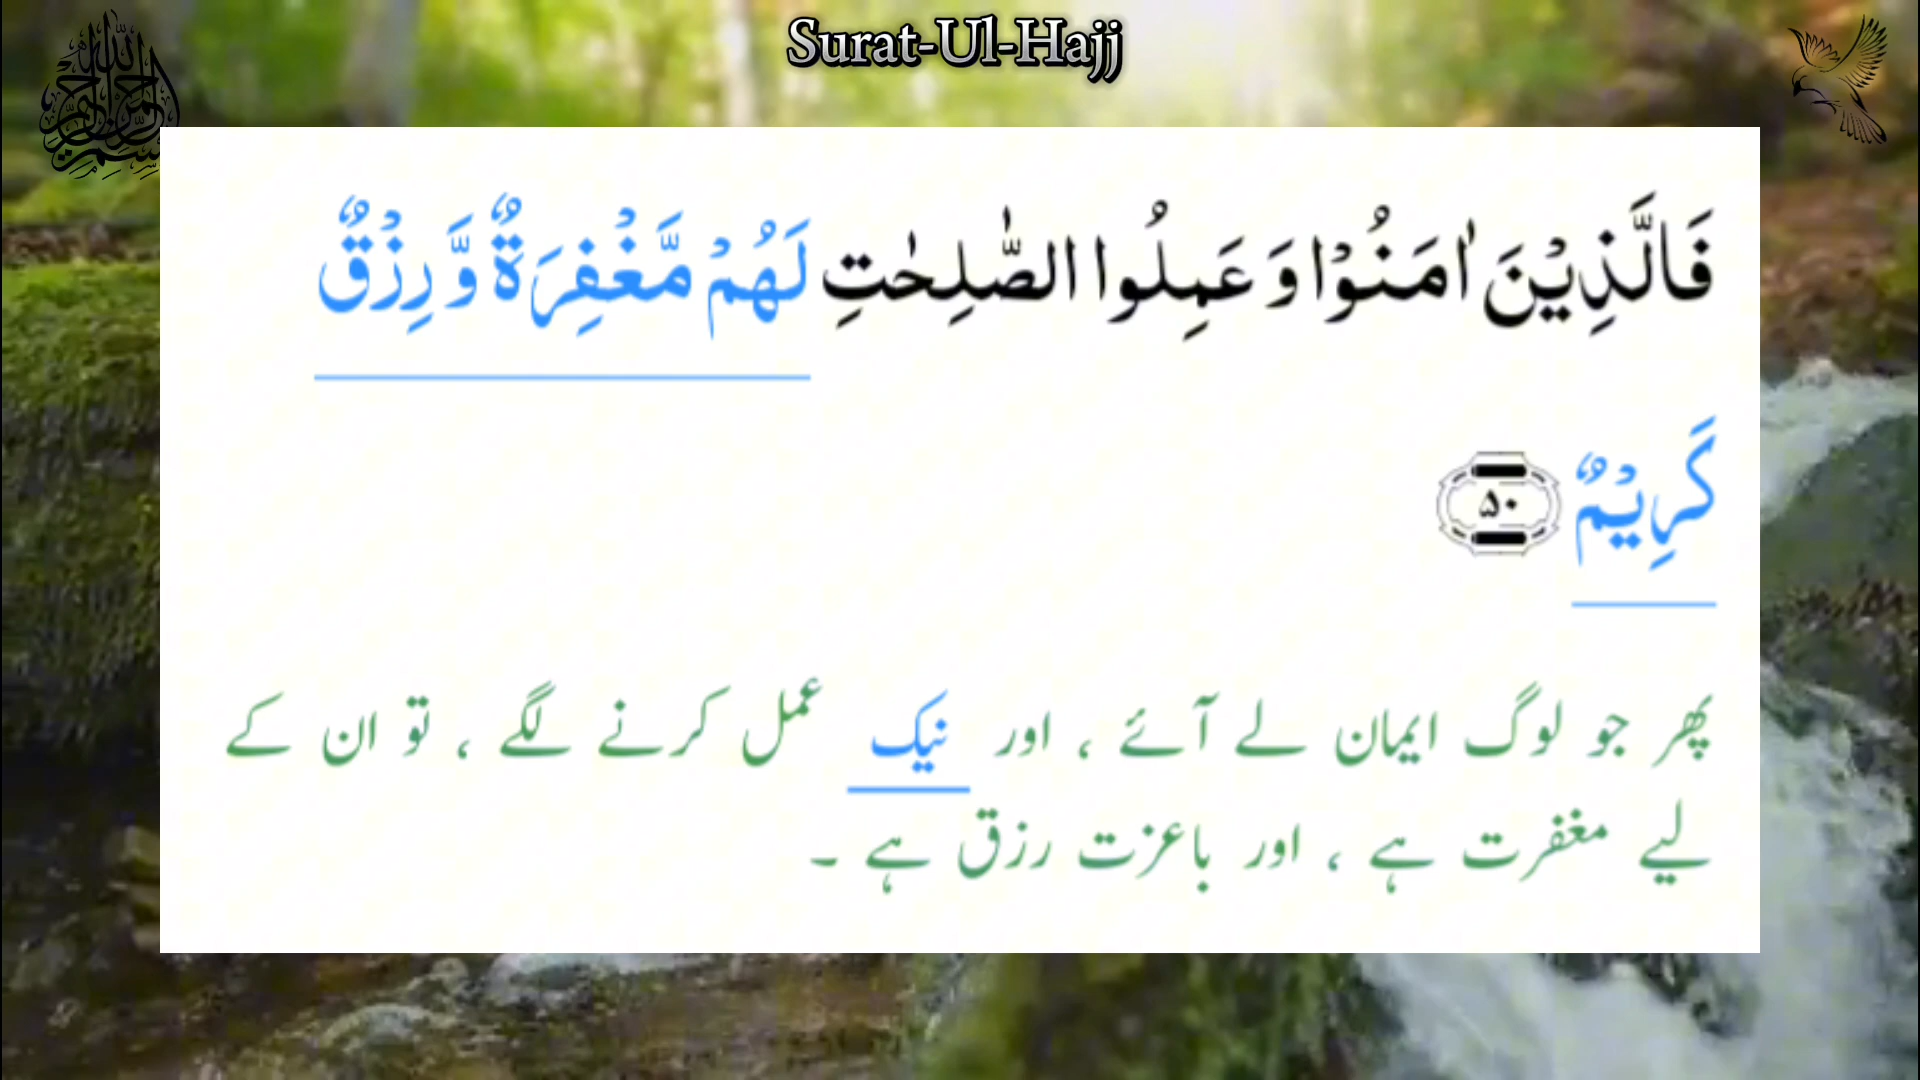 Surat-Ul-Hajj
فَالَّذِيْنَ اٰمَنُوْا وَ عَمِلُوا الصّٰلِحٰتِ لَهُمْ مَّغْفِرَةٌ وَّ رِزْقٌ
كَرِيْمٌ ۵۰
پھر جو لوگ ایمان لے آئے ، اور نیک عمل کرنے لگے ، تو ان کے
لیے مغفرت ہے ، اور باعزت رزق ہے ۔